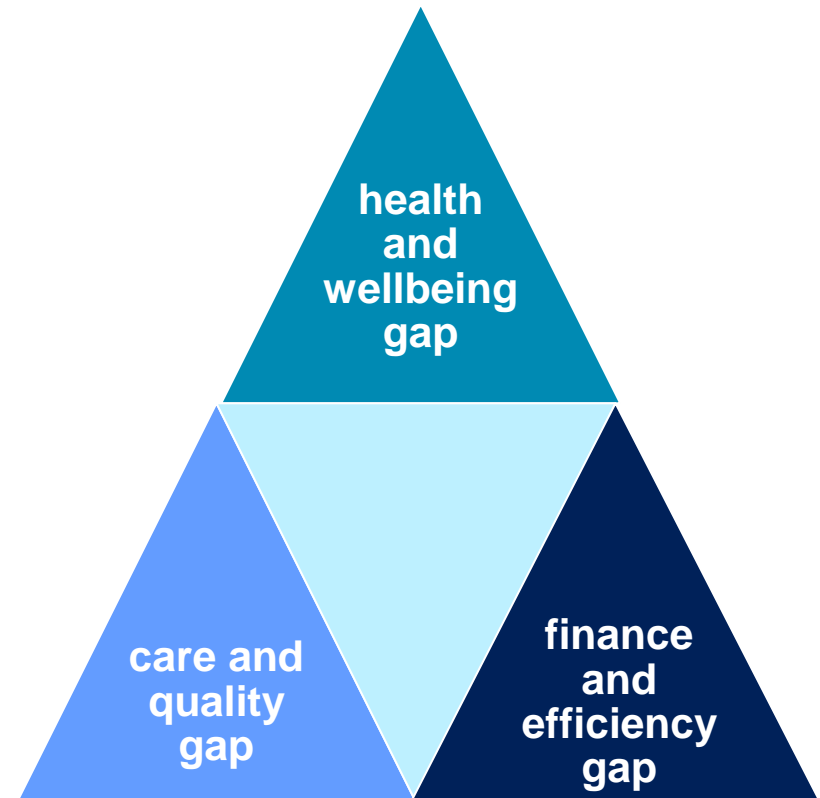 health
and
wellbeing
gap
care and
quality
gap
finance
and
efficiency
gap